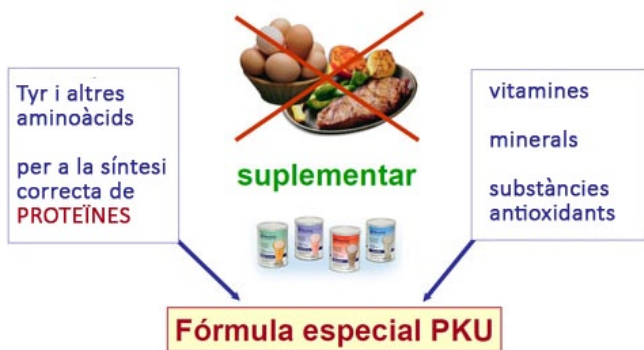 Tyr i altres
aminoàcids
per a la síntesi
correcta de
PROTEÏNES
suplementar
vitamines
minerals
substàncies
antioxidants
Fórmula especial PKU